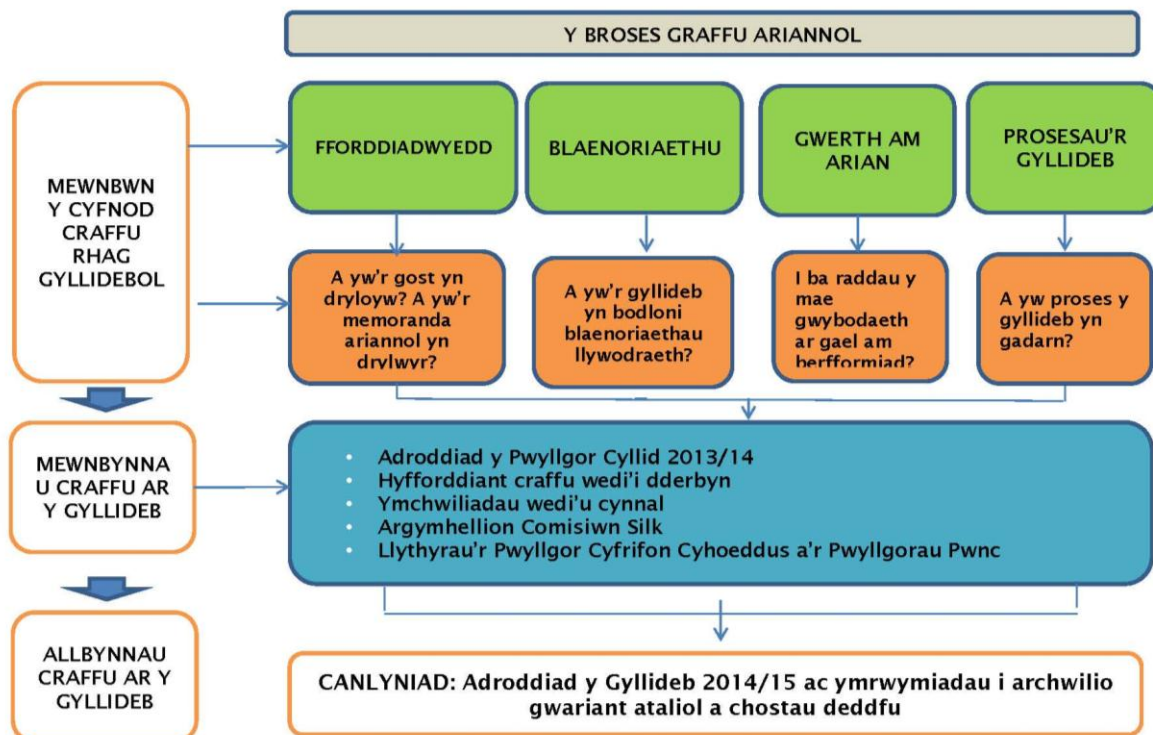 Y BROSES GRAFFU ARIANNOL
MEWNBWN
Y CYFNOD
CRAFFU
RHAG
GYLLIDEBOL
FFORDDIADWYEDD
BLAENORIAETHU
GWERTH AM
ARIAN
PROSESAU'R
GYLLIDEB
A yw'r gost yn
dryloyw? A yw'r
memoranda
ariannol yn
drylwyr?
A yw'r gyllideb
yn bodloni
blaenoriaethau
llywodraeth?
I ba raddau y
mae
gwybodaeth
ar gael am
berfformiad?
A yw proses y
gyllideb yn
gadarn?
MEWNBYNNA
U CRAFFU AR
Y GYLLIDEB
• Adroddiad y Pwyllgor Cyllid 2013/14
• Hyfforddiant craffu wedi'i dderbyn
• Ymchwiliadau wedi'u cynnal
• Argymhellion Comisiwn Silk
• Llythyrau'r Pwyllgor Cyfrifon Cyhoeddus a'r Pwyllgorau Pwnc
ALLBYNNAU
CRAFFU AR Y
GYLLIDEB
CANLYNIAD: Adroddiad y Gyllideb 2014/15 ac ymrwymiadau i archwilio
gwariant ataliol a chostau deddfu